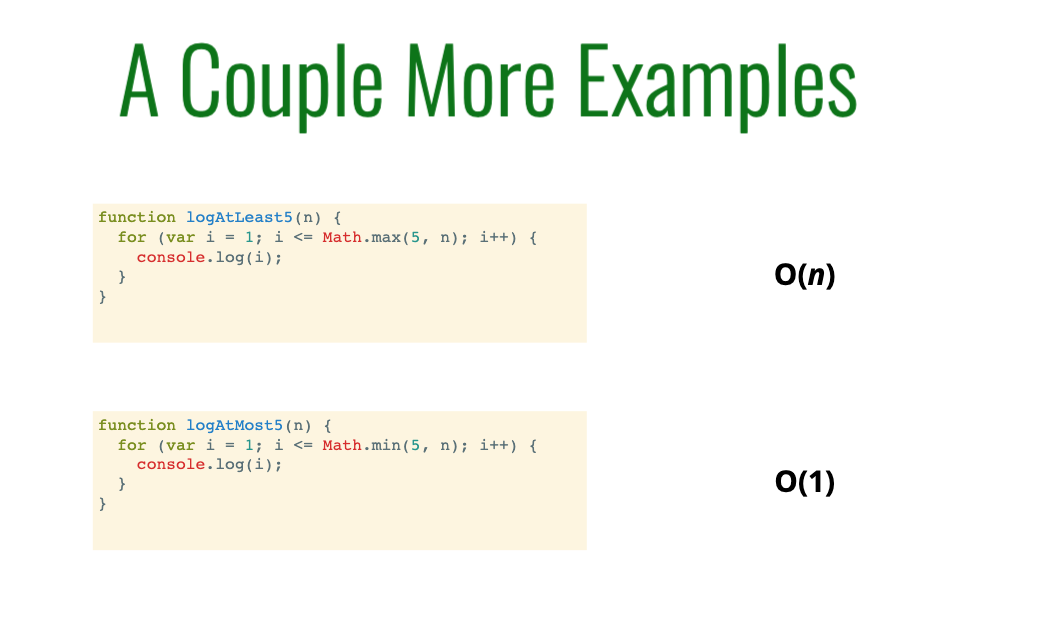 A Couple More Examples
function logAtLeast5(n) {
  for (var i = 1; i <= Math.max(5, n); i++) {
    console.log(i);
  }
}
O(n)
function logAtMost5(n) {
  for (var i = 1; i <= Math.min(5, n); i++) {
    console.log(i);
  }
}
O(1)